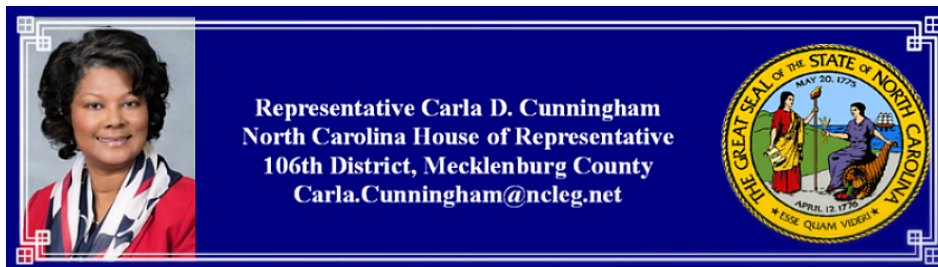 Representative Carla D. Cunningham
North Carolina House of Representative
106th District, Mecklenburg County
Carla.Cunningham@ncleg.net
THE GREAT SEAL OF THE STATE OF NORTH CAROLINA
MAY 20, 1775
APRIL 12, 1776
ESSE QUAM VIDERI